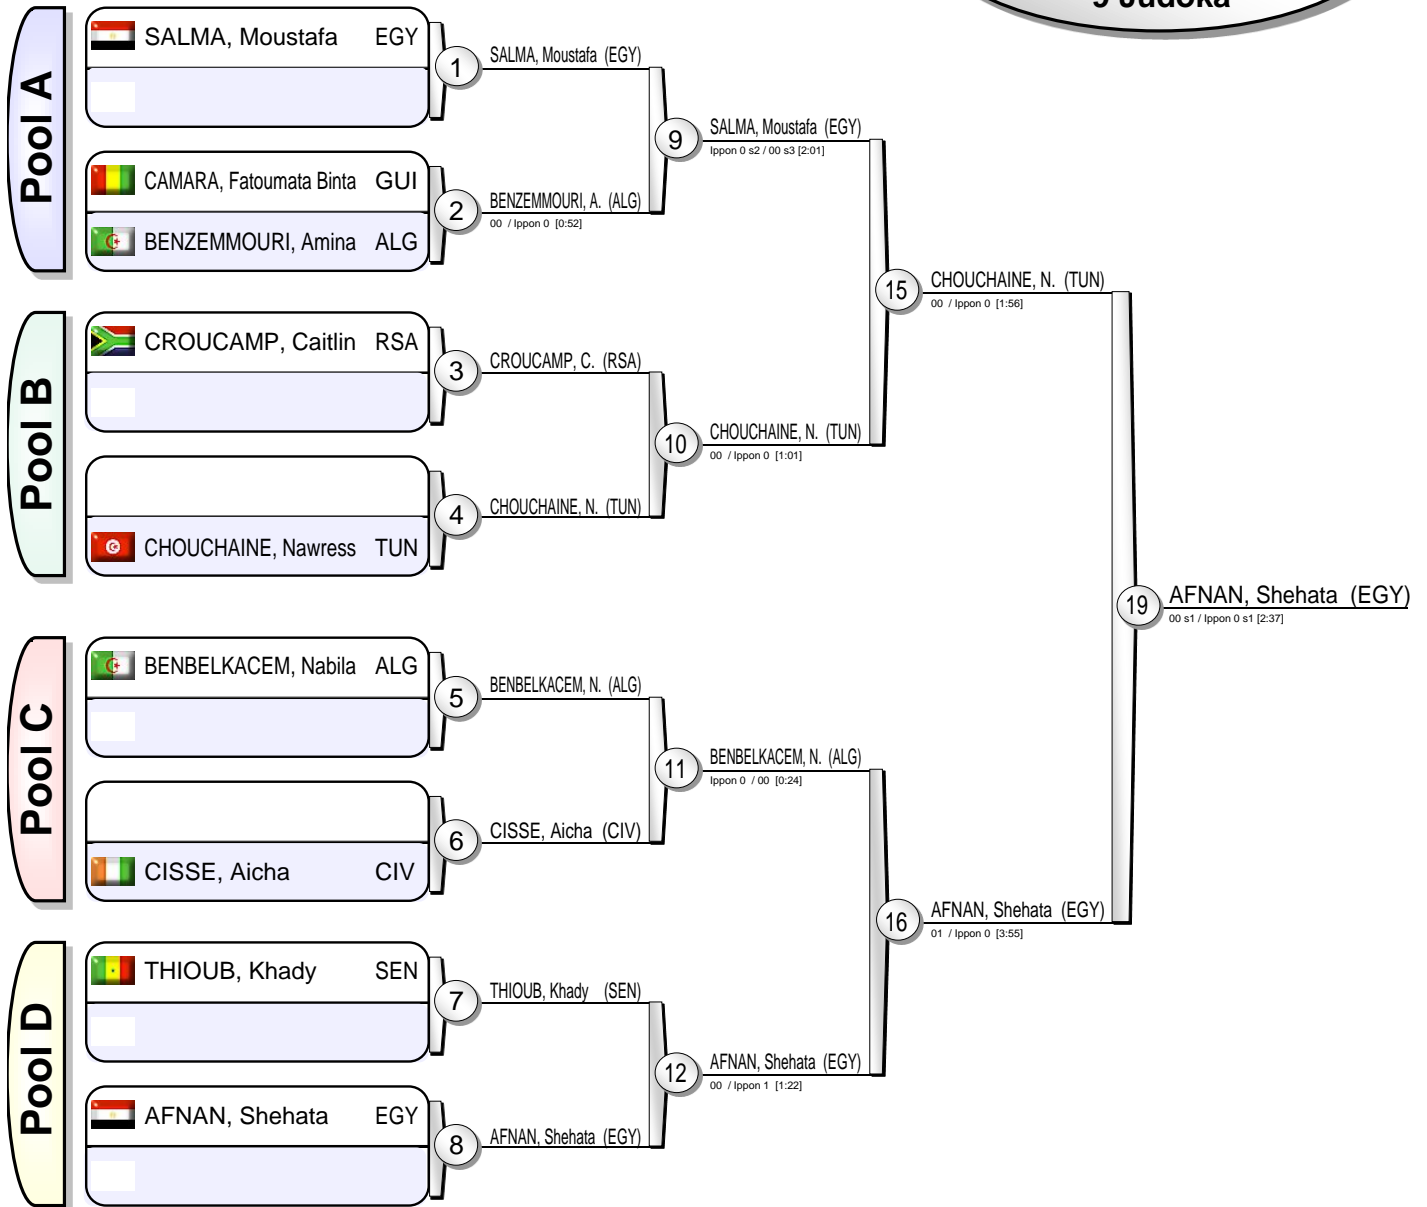 9 Judoka
Pool A
SALMA, Moustafa EGY
1
SALMA, Moustafa (EGY)
CAMARA, Fatoumata Binta GUI
BENZEMMOURI, Amina ALG
2
BENZEMMOURI, A. (ALG)
00 / Ippon 0 [0:52]
9
SALMA, Moustafa (EGY)
Ippon 0 s2 / 00 s3 [2:01]
Pool B
CROUCAMP, Caitlin RSA
3
CROUCAMP, C. (RSA)
CHOUCHAINE, Nawress TUN
4
CHOUCHAINE, N. (TUN)
10
CHOUCHAINE, N. (TUN)
00 / Ippon 0 [1:01]
15
CHOUCHAINE, N. (TUN)
00 / Ippon 0 [1:56]
Pool C
BENBELKACEM, Nabila ALG
5
BENBELKACEM, N. (ALG)
CISSE, Aicha CIV
6
CISSE, Aicha (CIV)
11
BENBELKACEM, N. (ALG)
Ippon 0 / 00 [0:24]
Pool D
THIOUB, Khady SEN
7
THIOUB, Khady (SEN)
AFNAN, Shehata EGY
8
AFNAN, Shehata (EGY)
12
AFNAN, Shehata (EGY)
00 / Ippon 1 [1:22]
16
AFNAN, Shehata (EGY)
01 / Ippon 0 [3:55]
19
AFNAN, Shehata (EGY)
00 s1 / Ippon 0 s1 [2:37]